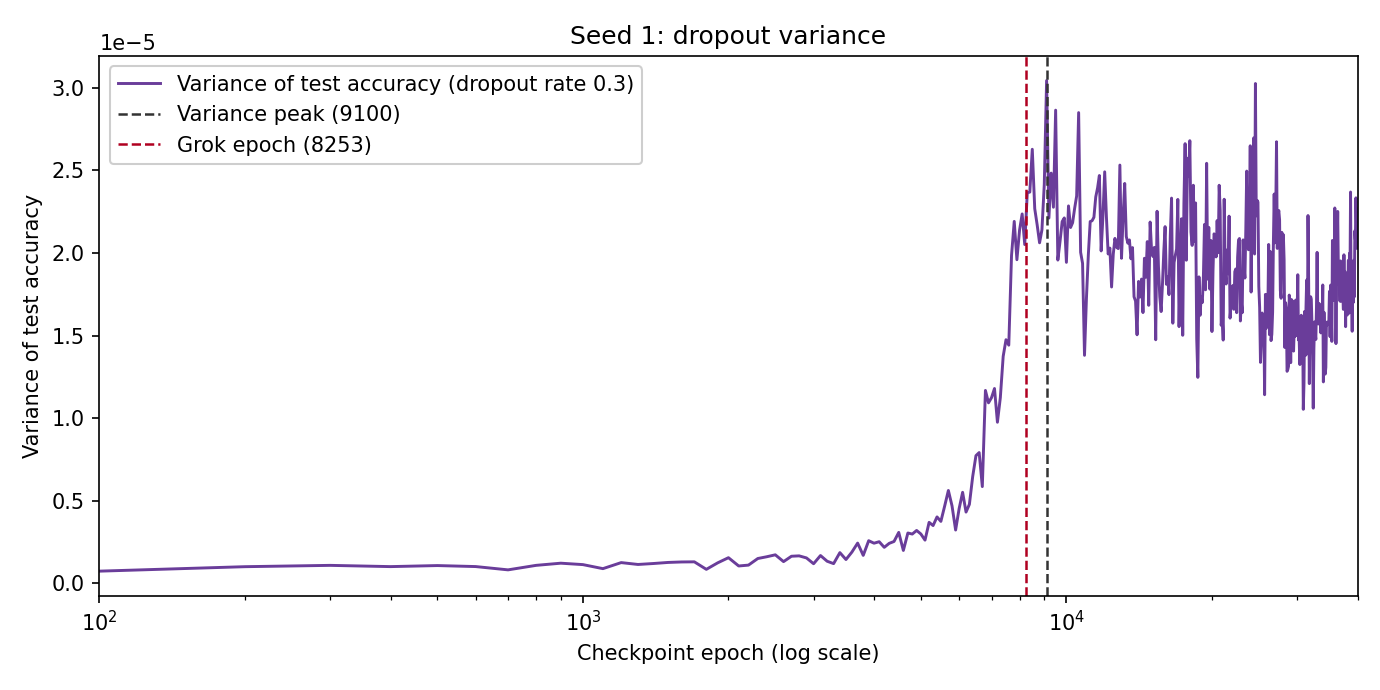 Seed 1: dropout variance
1e−5
Variance of test accuracy (dropout rate 0.3)
Variance peak (9100)
Grok epoch (8253)
3.0
2.5
2.0
1.5
1.0
0.5
0.0
Variance of test accuracy
10²
10³
10⁴
Checkpoint epoch (log scale)